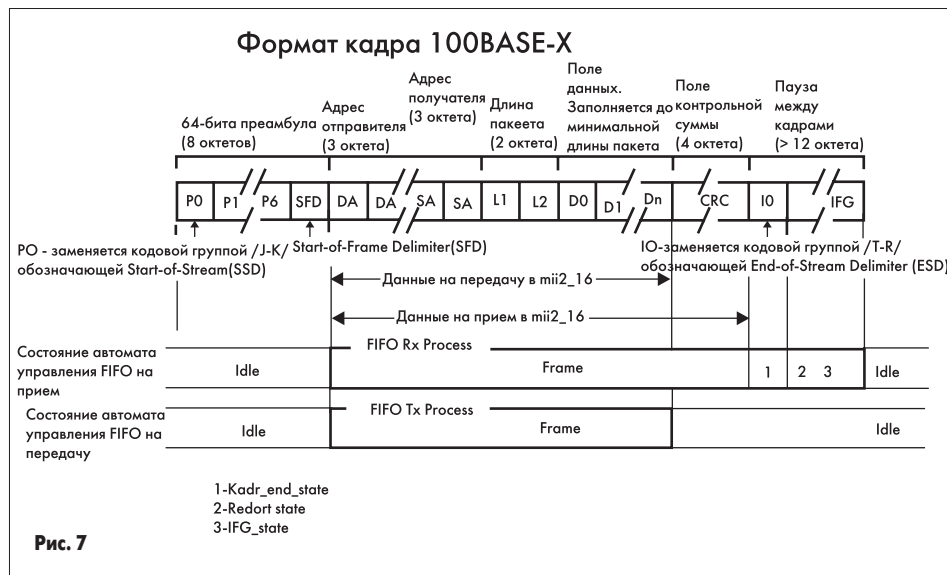 Формат кадра 100BASE-X
64-бита преамбула
(8 октетов)
Адрес
отправителя
(3 октета)
Адрес
получателя
(3 октета)
Длина
пакеета
(2 октета)
Поле
данных.
Заполняется до
минимальной
длины пакета
Поле
контрольной
суммы
(4 октета)
Пауза
между
кадрами
(> 12 октета)
P0 P1 P6 SFD DA DA SA SA L1 L2 D0 D1 Dn CRC I0 IFG
PO - заменяется кодовой группой /J-K/
обозначающей Start-of-Stream(SSD)
Start-of-Frame Delimiter(SFD)
IO-заменяется кодовой группой /T-R/
обозначающей End-of-Stream Delimiter (ESD)
Данные на передачу в mii2_16
Данные на прием в mii2_16
Состояние автомата
управления FIFO на
прием
FIFO Rx Process
Idle Frame 1 2 3 Idle
Состояние автомата
управления FIFO на
передачу
FIFO Tx Process
Idle Frame Idle
1-Kadr_end_state
2-Redort state
3-IFG_state
Рис. 7